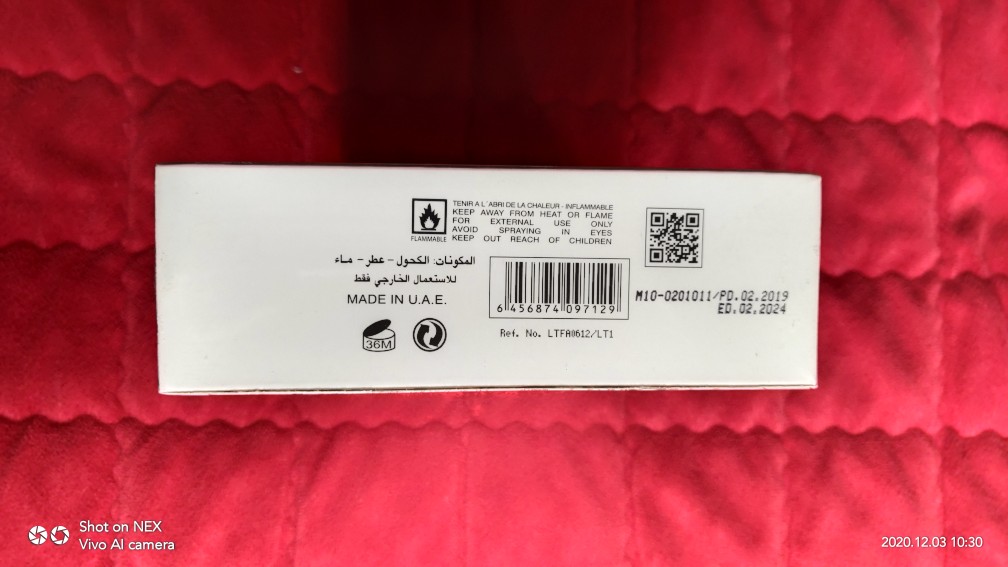 TENIR A L'ABRI DE LA CHALEUR - INFLAMMABLE
KEEP AWAY FROM HEAT OR FLAME
FOR EXTERNAL USE ONLY
AVOID SPRAYING IN EYES
KEEP OUT REACH OF CHILDREN
FLAMMABLE
المكونات: الكحول - عطر - ماء
للاستعمال الخارجي فقط
MADE IN U.A.E.
36M
6 456874 097129
Ref. No. LTFA0612/LT1
M10-0201011/PD.02.2019
ED.02.2024
Shot on NEX
Vivo AI camera
2020.12.03 10:30